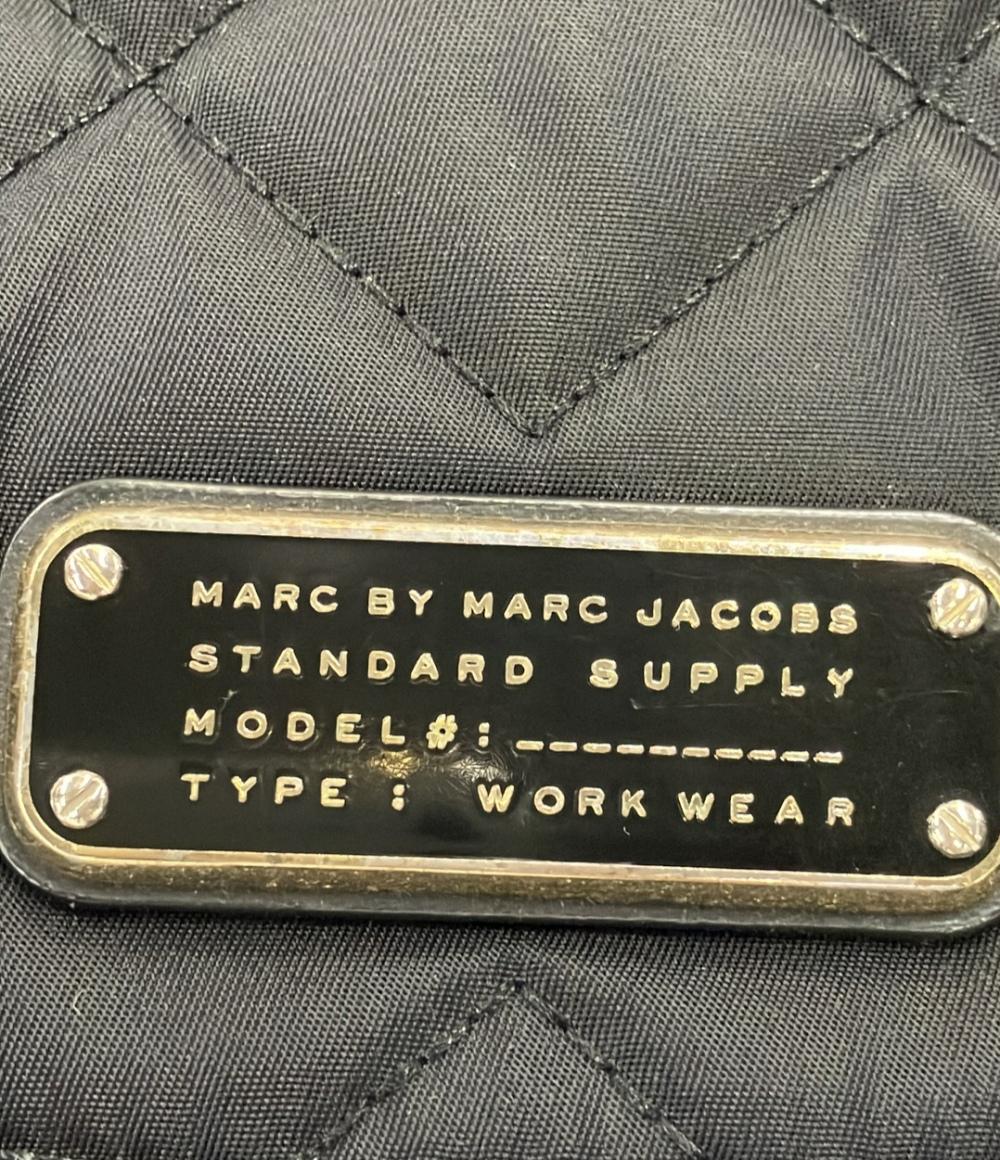 MARC BY MARC JACOBS
STANDARD SUPPLY
MODEL#:__________
TYPE : WORK WEAR